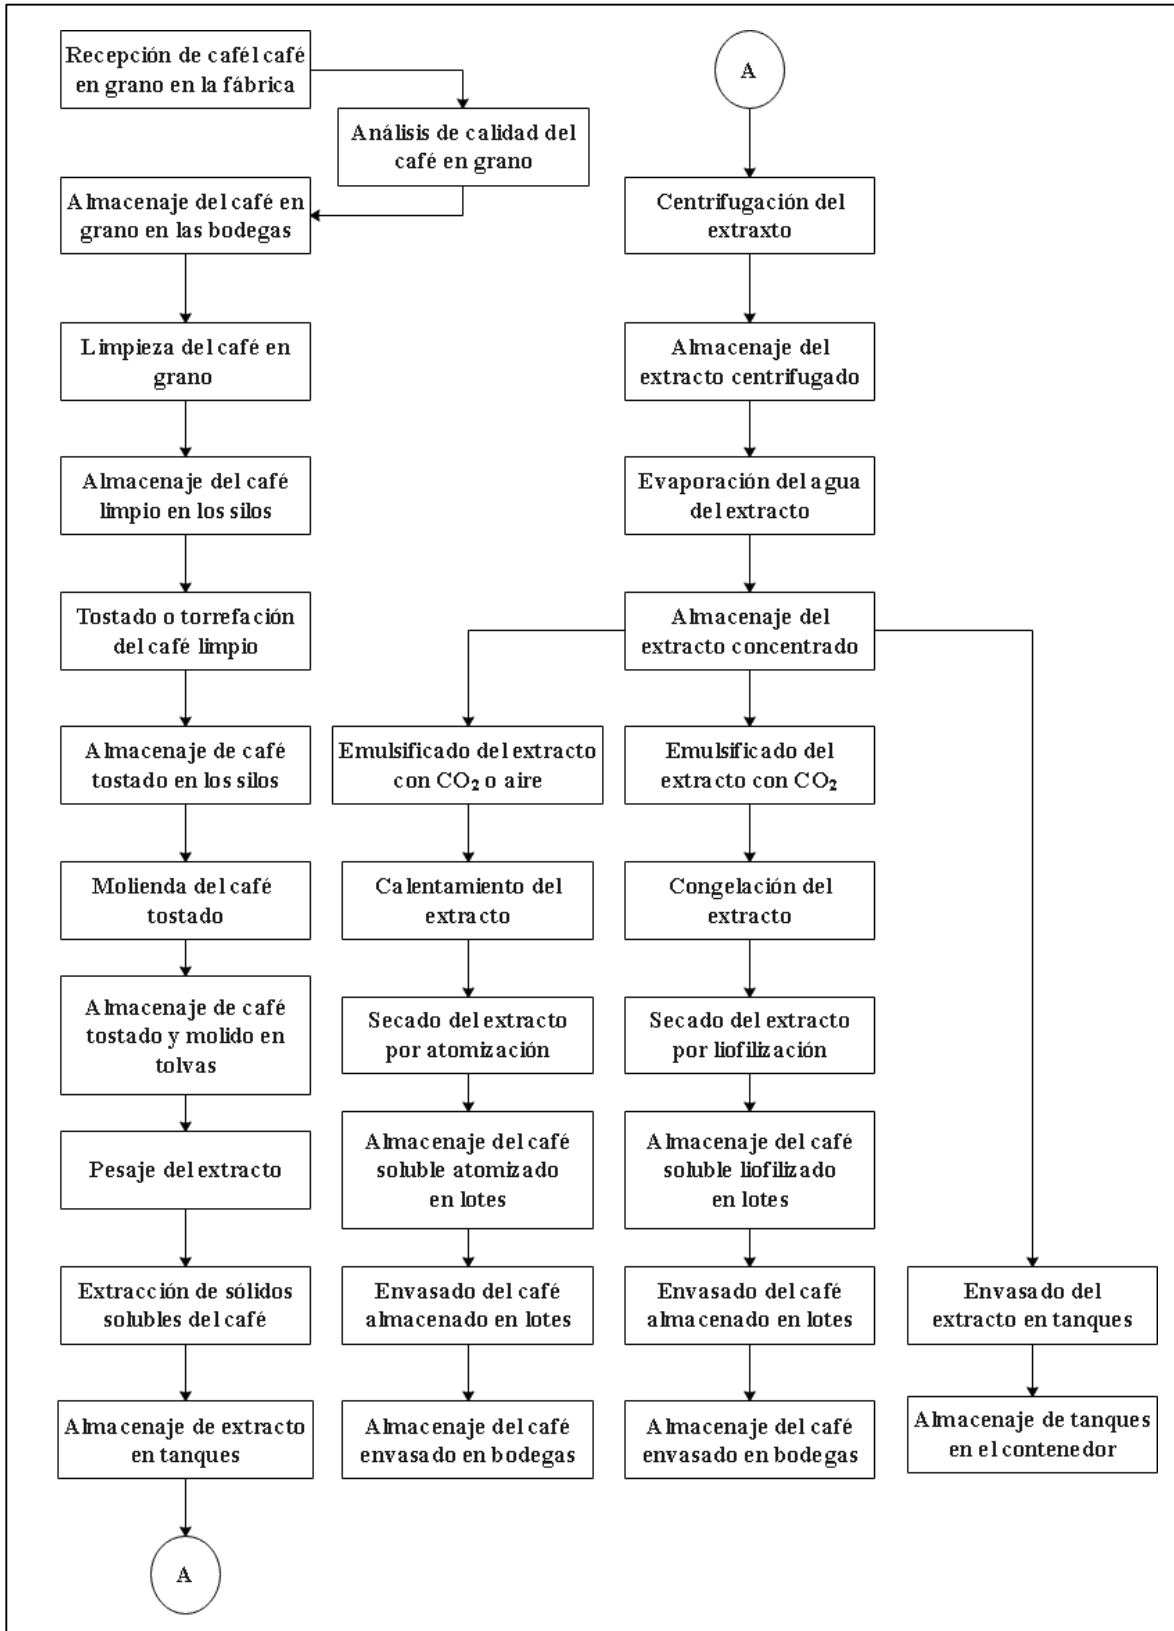 Recepción de cafél café
en grano en la fábrica
Análisis de calidad del
café en grano
Almacenaje del café en
grano en las bodegas
Limpieza del café en
grano
Almacenaje del café
limpio en los silos
Tostado o torrefación
del café limpio
Almacenaje de café
tostado en los silos
Molienda del café
tostado
Almacenaje de café
tostado y molido en
tolvas
Pesaje del extracto
Extracción de sólidos
solubles del café
Almacenaje de extracto
en tanques
A
A
Centrifugación del
extraxto
Almacenaje del
extracto centrifugado
Evaporación del agua
del extracto
Almacenaje del
extracto concentrado
Emulsificado del extracto
con CO₂ o aire
Calentamiento del
extracto
Secado del extracto
por atomización
Almacenaje del café
soluble atomizado
en lotes
Envasado del café
almacenado en lotes
Almacenaje del café
envasado en bodegas
Emulsificado del
extracto con CO₂
Congelación del
extracto
Secado del extracto
por liofilización
Almacenaje del café
soluble liofilizado
en lotes
Envasado del café
almacenado en lotes
Almacenaje del café
envasado en bodegas
Envasado del
extracto en tanques
Almacenaje de tanques
en el contenedor